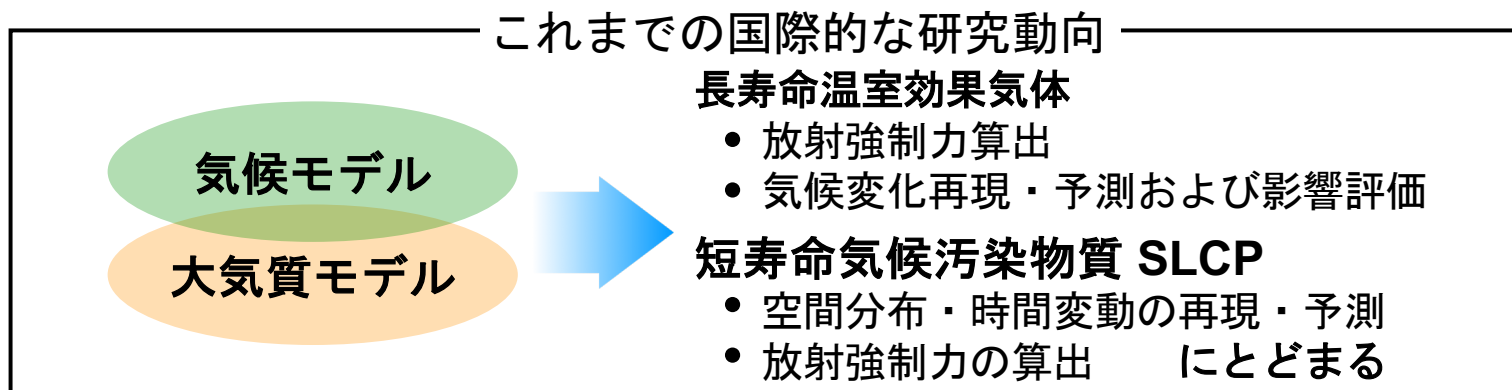 これまでの国際的な研究動向
長寿命温室効果気体
• 放射強制力算出
• 気候変化再現・予測および影響評価
気候モデル
大気質モデル
短寿命気候汚染物質 SLCP
• 空間分布・時間変動の再現・予測
• 放射強制力の算出 にとどまる